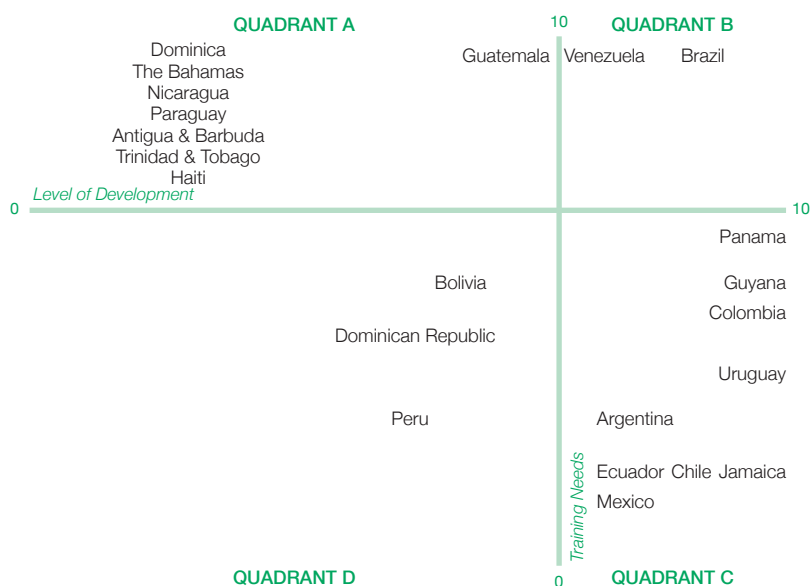 QUADRANT A
10
QUADRANT B
Dominica
Guatemala
Venezuela
Brazil
The Bahamas
Nicaragua
Paraguay
Antigua & Barbuda
Trinidad & Tobago
Haiti
Level of Development
0
10
Panama
Bolivia
Guyana
Colombia
Dominican Republic
Uruguay
Peru
Argentina
Training Needs
Ecuador Chile Jamaica
Mexico
QUADRANT D
0
QUADRANT C